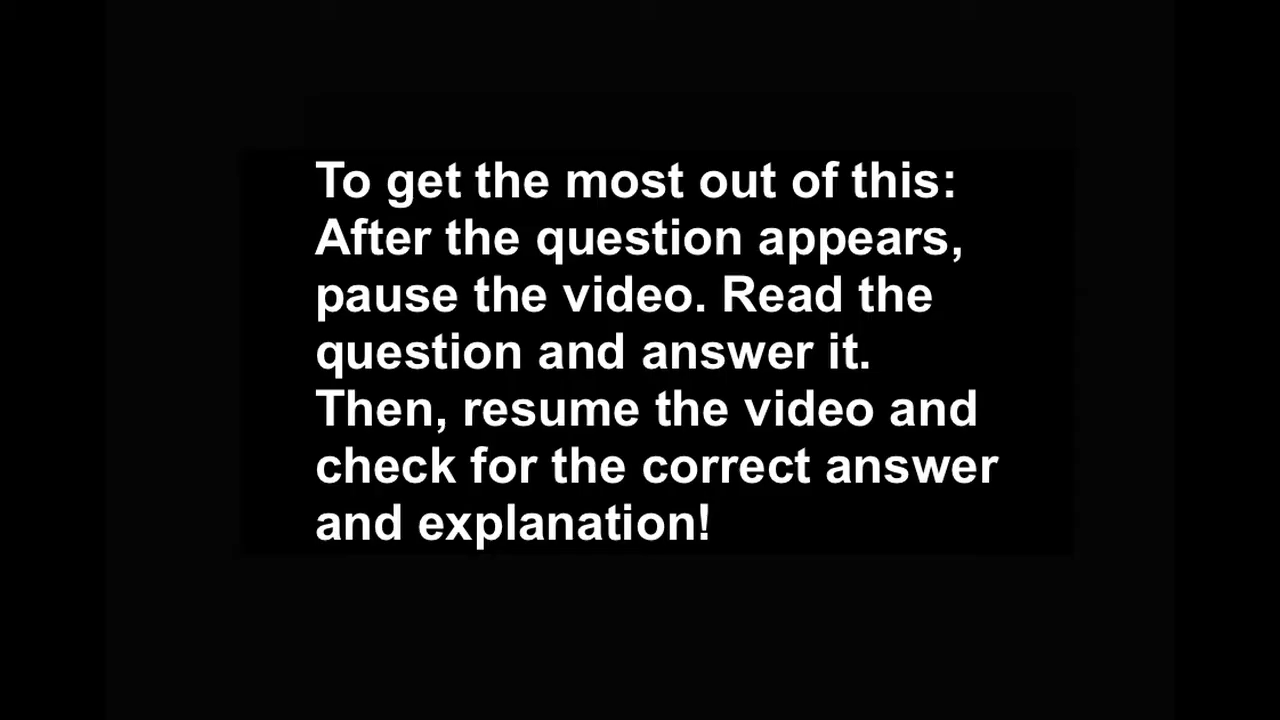 To get the most out of this:
After the question appears,
pause the video. Read the
question and answer it.
Then, resume the video and
check for the correct answer
and explanation!